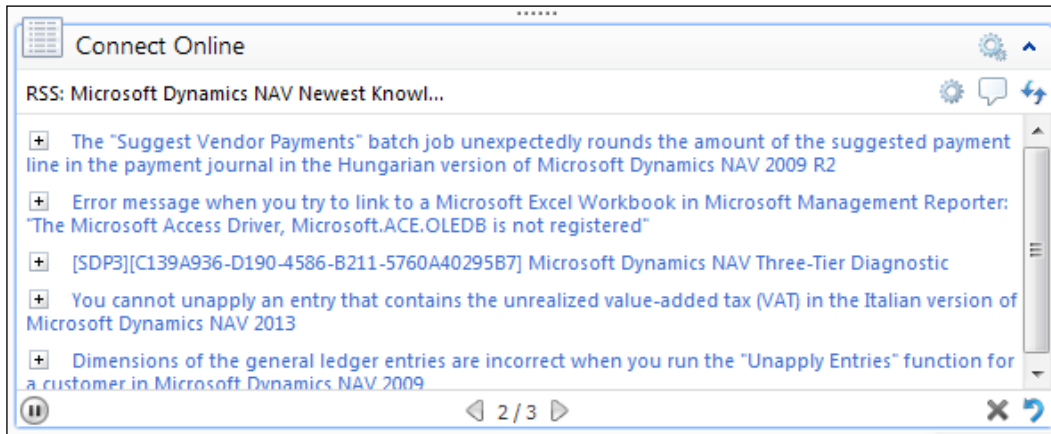 Connect Online
RSS: Microsoft Dynamics NAV Newest Knowl...
The "Suggest Vendor Payments" batch job unexpectedly rounds the amount of the suggested payment
line in the payment journal in the Hungarian version of Microsoft Dynamics NAV 2009 R2
Error message when you try to link to a Microsoft Excel Workbook in Microsoft Management Reporter:
"The Microsoft Access Driver, Microsoft.ACE.OLEDB is not registered"
[SDP3][C139A936-D190-4586-B211-5760A40295B7] Microsoft Dynamics NAV Three-Tier Diagnostic
You cannot unapply an entry that contains the unrealized value-added tax (VAT) in the Italian version of
Microsoft Dynamics NAV 2013
Dimensions of the general ledger entries are incorrect when you run the "Unapply Entries" function for
a customer in Microsoft Dynamics NAV 2009
2 / 3